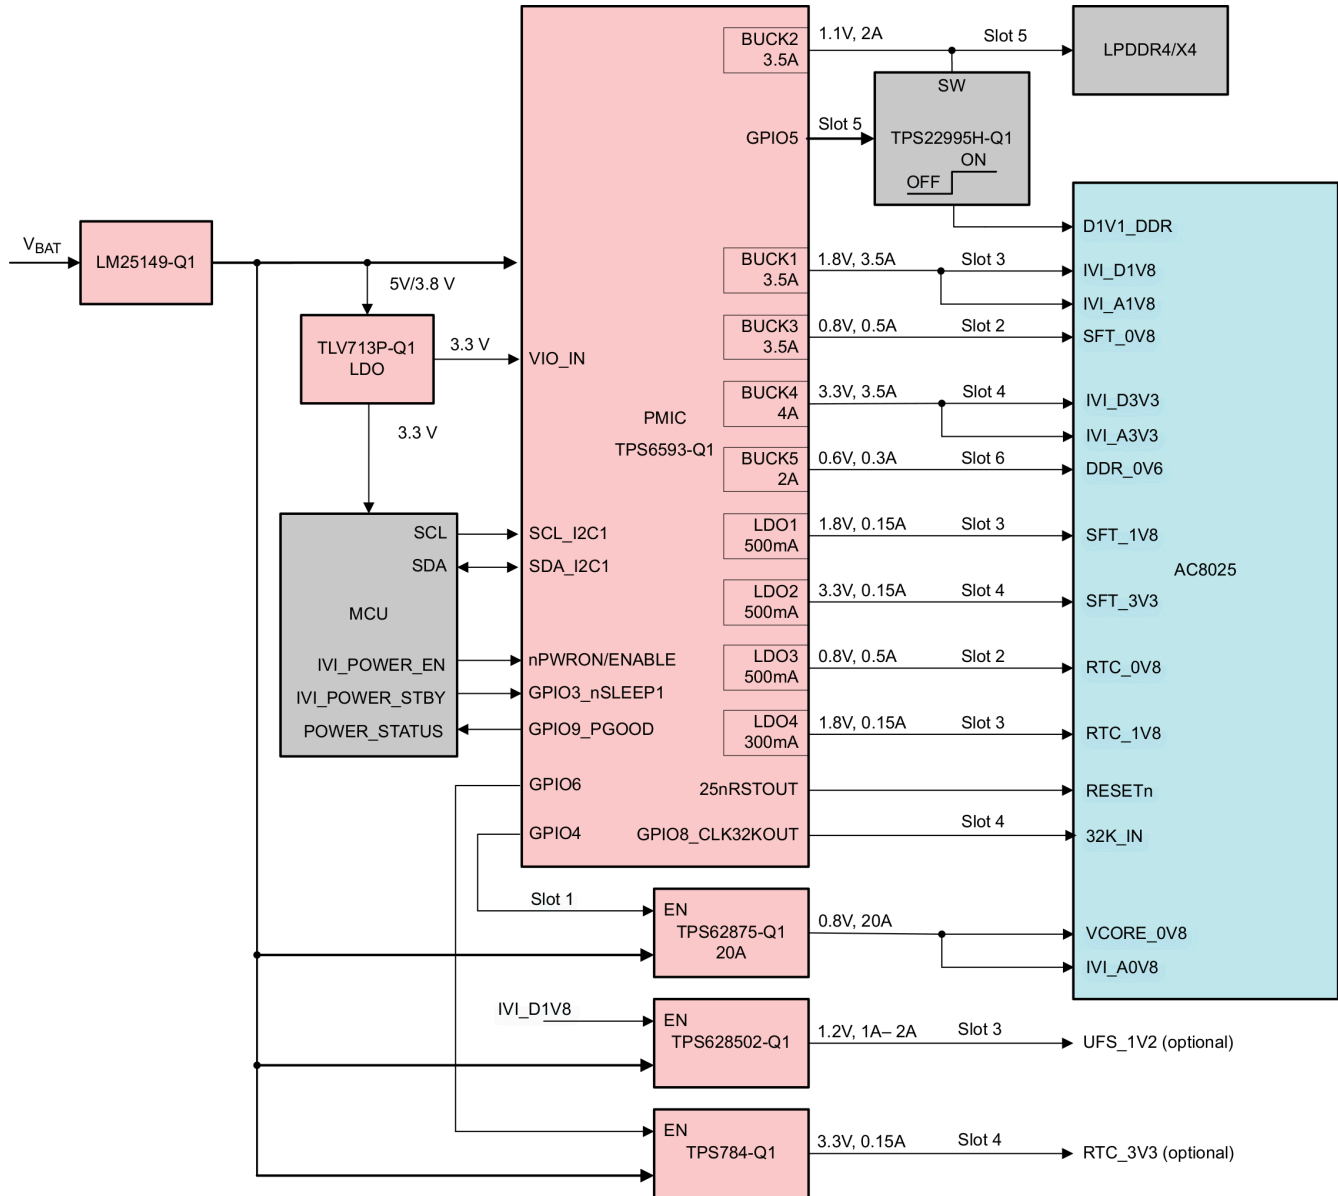 BUCK2
3.5A
1.1V, 2A
Slot 5
LPDDR4/X4
SW
GPIO5
Slot 5
TPS22995H-Q1
ON
OFF
VBAT
LM25149-Q1
5V/3.8 V
D1V1_DDR
BUCK1
3.5A
1.8V, 3.5A
Slot 3
IVI_D1V8
IVI_A1V8
TLV713P-Q1
LDO
3.3 V
VIO_IN
BUCK3
3.5A
0.8V, 0.5A
Slot 2
SFT_0V8
3.3 V
PMIC
TPS6593-Q1
BUCK4
4A
3.3V, 3.5A
Slot 4
IVI_D3V3
IVI_A3V3
BUCK5
2A
0.6V, 0.3A
Slot 6
DDR_0V6
SCL
SCL_I2C1
SDA
SDA_I2C1
LDO1
500mA
1.8V, 0.15A
Slot 3
SFT_1V8
AC8025
MCU
LDO2
500mA
3.3V, 0.15A
Slot 4
SFT_3V3
IVI_POWER_EN
nPWRON/ENABLE
IVI_POWER_STBY
GPIO3_nSLEEP1
POWER_STATUS
GPIO9_PGOOD
LDO3
500mA
0.8V, 0.5A
Slot 2
RTC_0V8
LDO4
300mA
1.8V, 0.15A
Slot 3
RTC_1V8
GPIO6
25nRSTOUT
RESETn
GPIO4
GPIO8_CLK32KOUT
Slot 4
32K_IN
Slot 1
EN
TPS62875-Q1
20A
0.8V, 20A
VCORE_0V8
IVI_A0V8
IVI_D1V8
EN
TPS628502-Q1
1.2V, 1A– 2A
Slot 3
UFS_1V2 (optional)
EN
TPS784-Q1
3.3V, 0.15A
Slot 4
RTC_3V3 (optional)